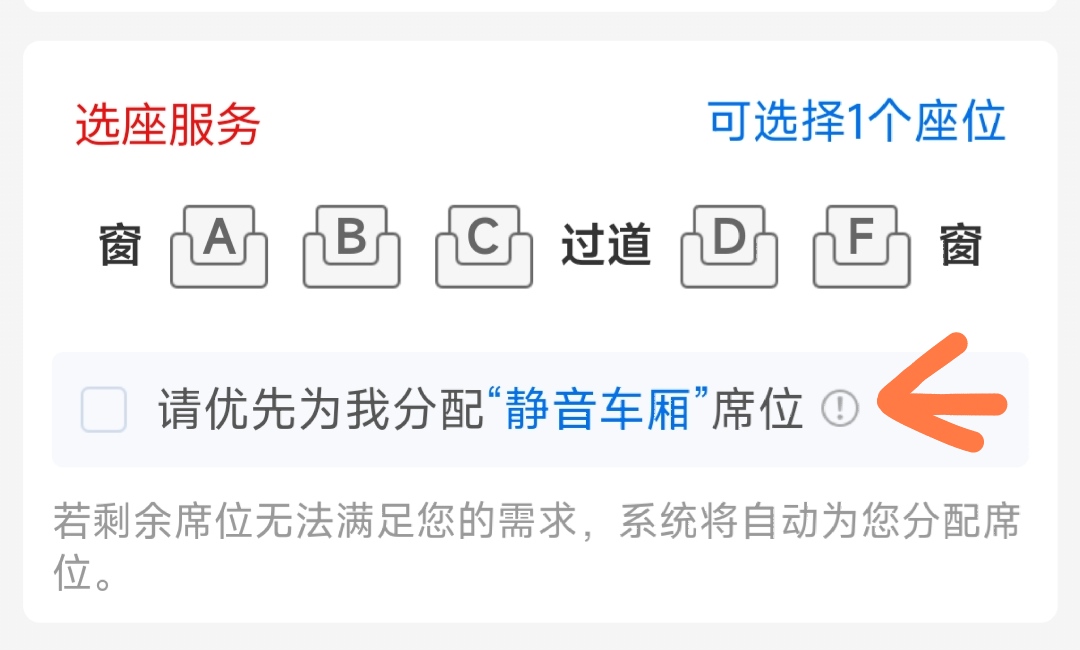 选座服务 可选择1个座位
窗 A B C 过道 D F 窗
请优先为我分配“静音车厢”席位
若剩余席位无法满足您的需求，系统将自动为您分配席
位。